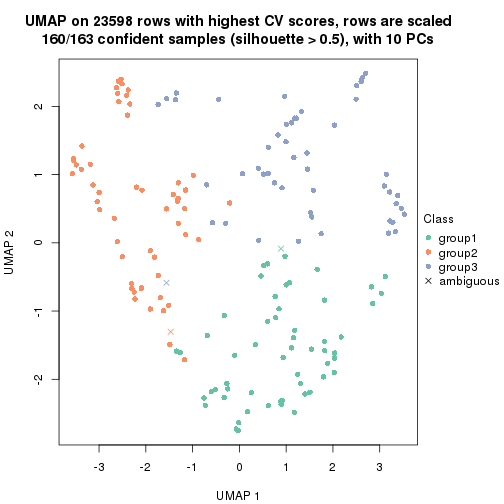 UMAP on 23598 rows with highest CV scores, rows are scaled
160/163 confident samples (silhouette > 0.5), with 10 PCs
2
1
0
-1
-2
UMAP 2
-3 -2 -1 0 1 2 3
UMAP 1
Class
group1
group2
group3
ambiguous